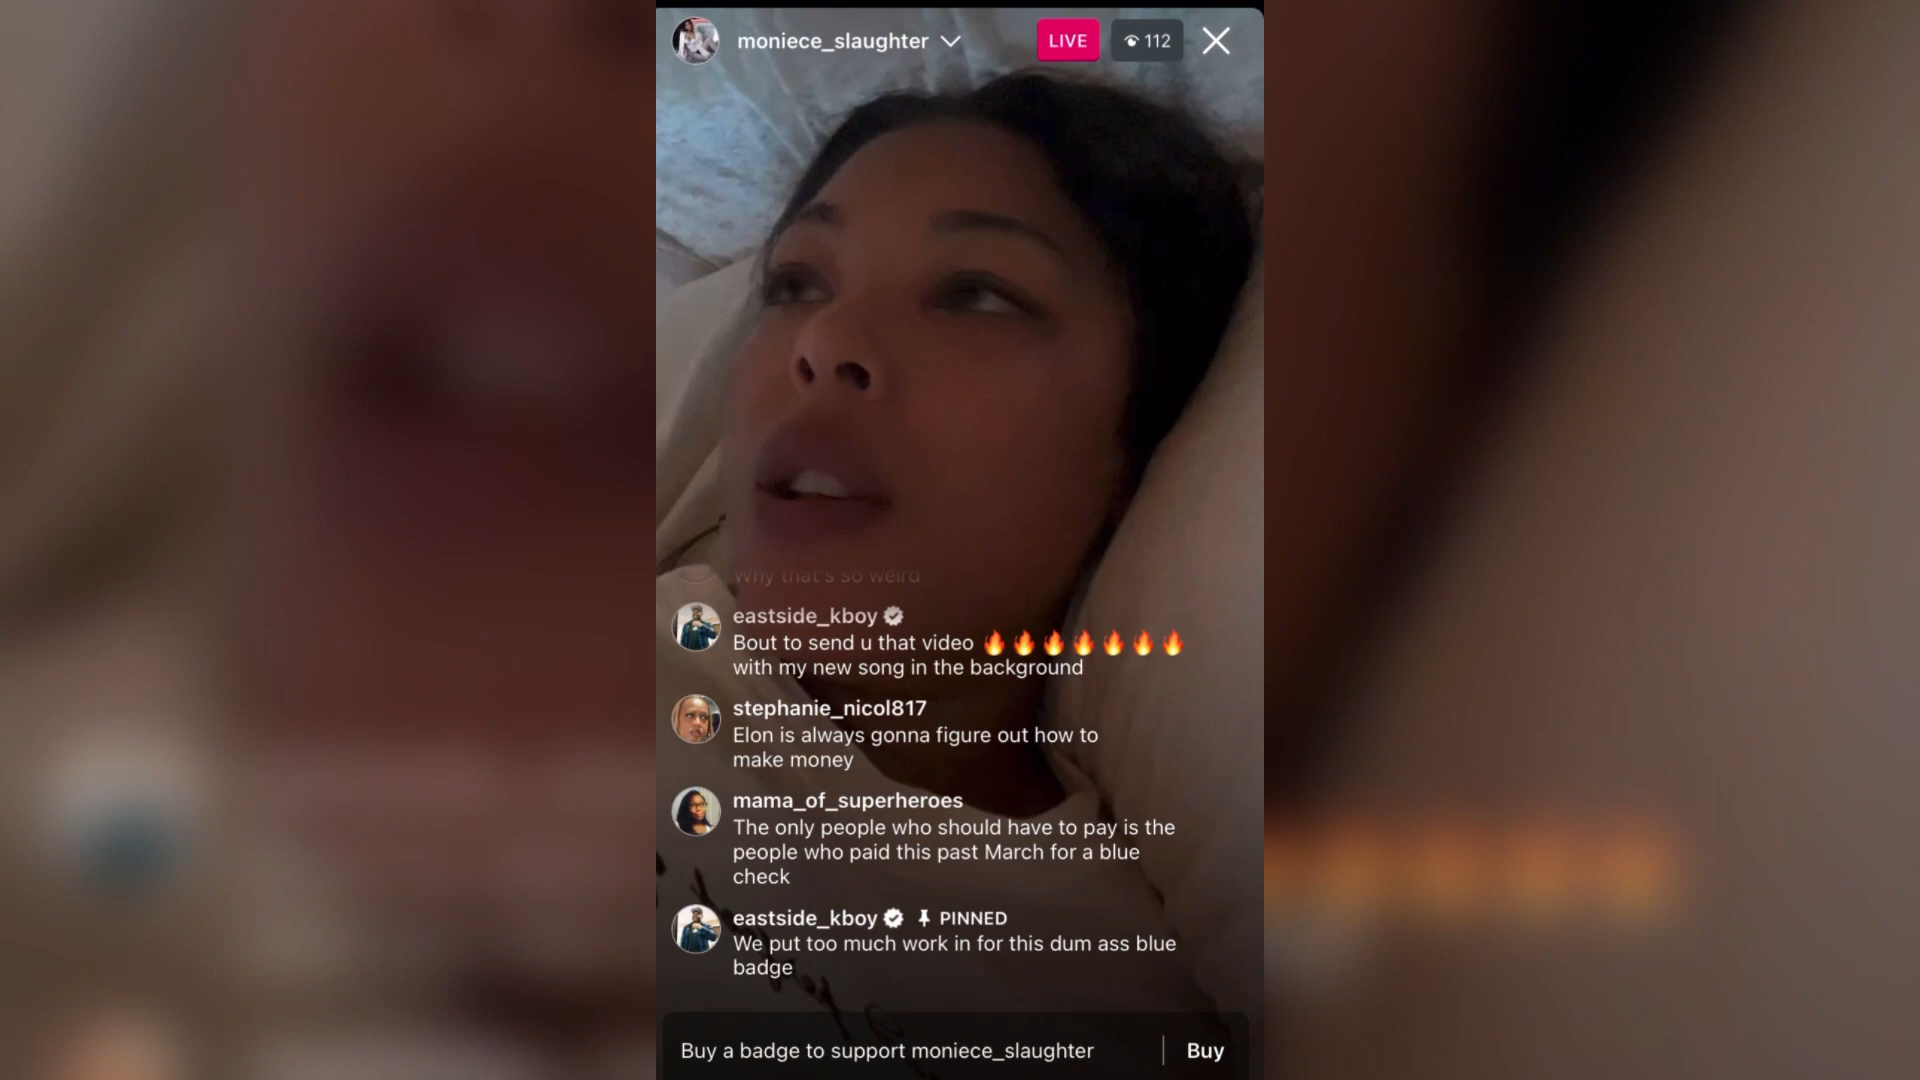 moniece_slaughter
LIVE
112
Why that's so weird
eastside_kboy
Bout to send u that video 🔥🔥🔥🔥🔥🔥🔥
with my new song in the background
stephanie_nicol817
Elon is always gonna figure out how to
make money
mama_of_superheroes
The only people who should have to pay is the
people who paid this past March for a blue
check
eastside_kboy PINNED
We put too much work in for this dum ass blue
badge
Buy a badge to support moniece_slaughter
Buy